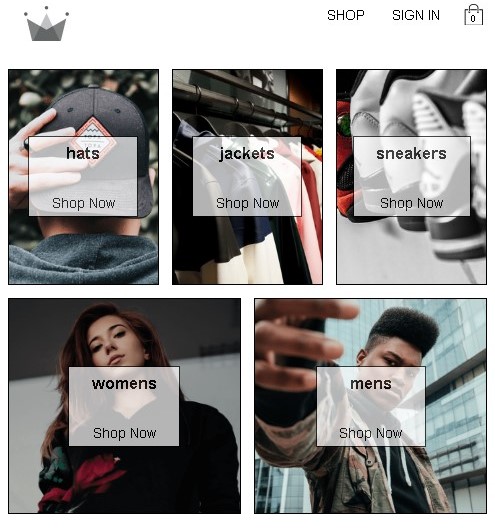 SHOP
SIGN IN
0
hats
Shop Now
jackets
Shop Now
sneakers
Shop Now
womens
Shop Now
mens
Shop Now